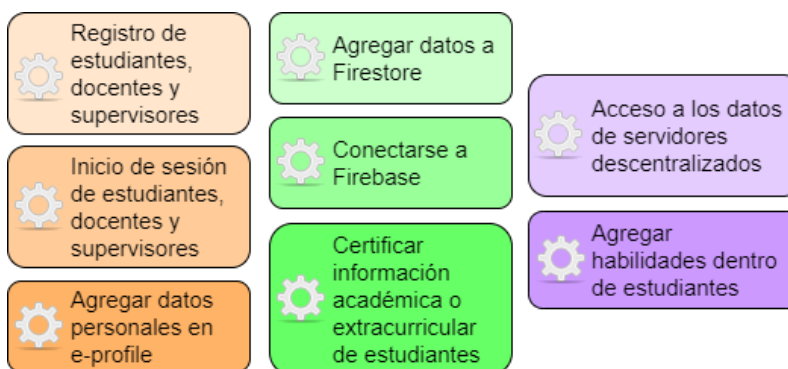 Registro de
estudiantes,
docentes y
supervisores
Inicio de sesión
de estudiantes,
docentes y
supervisores
Agregar datos
personales en
e-profile
Agregar datos a
Firestore
Conectarse a
Firebase
Certificar
información
académica o
extracurricular
de estudiantes
Acceso a los datos
de servidores
descentralizados
Agregar
habilidades dentro
de estudiantes